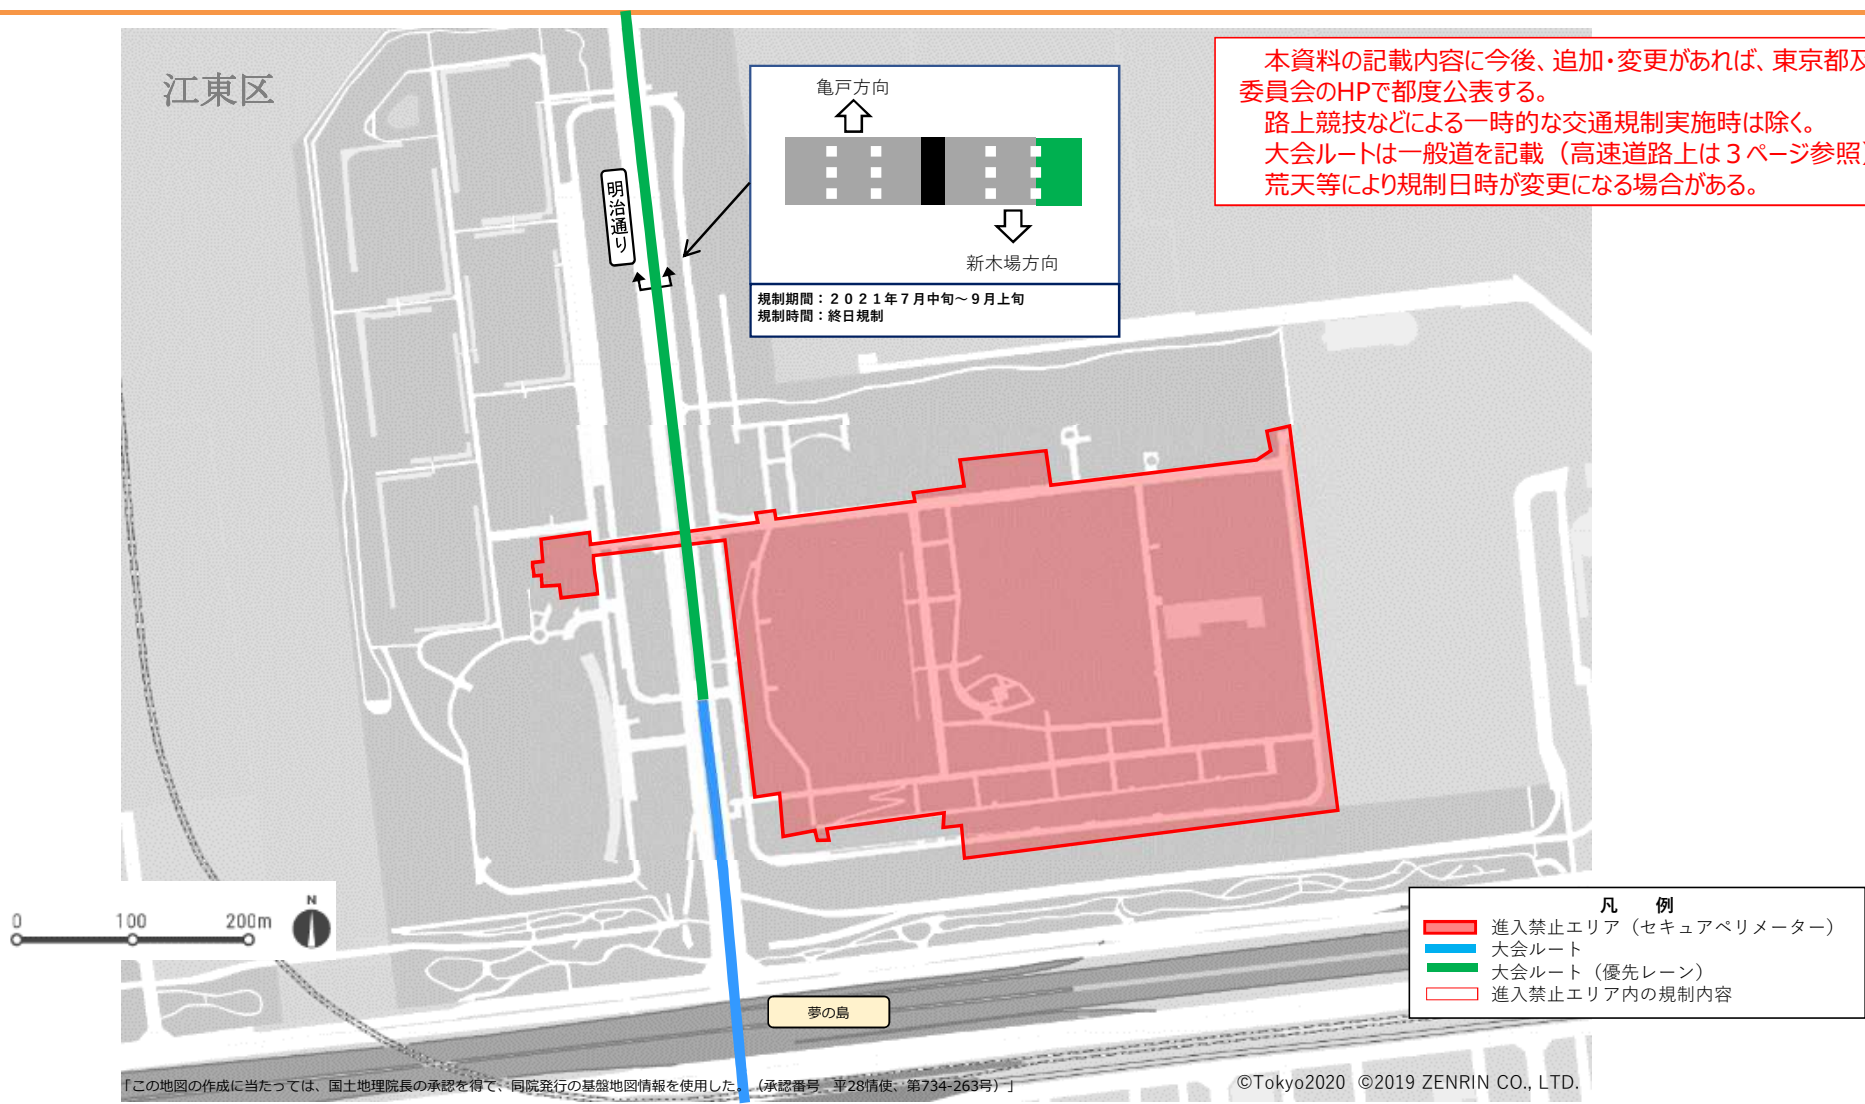 江東区
本資料の記載内容に今後、追加・変更があれば、東京都及
委員会のHPで都度公表する。
路上競技などによる一時的な交通規制実施時は除く。
大会ルートは一般道を記載（高速道路上は３ページ参照）
荒天等により規制日時が変更になる場合がある。
亀戸方向
新木場方向
規制期間：２０２１年７月中旬～９月上旬
規制時間：終日規制
明治通り
0 100 200m
N
凡 例
進入禁止エリア（セキュアペリメーター）
大会ルート
大会ルート（優先レーン）
進入禁止エリア内の規制内容
夢の島
「この地図の作成に当たっては、国土地理院長の承認を得て、同院発行の基盤地図情報を使用した。（承認番号 平28情使、第734-263号）」
©Tokyo2020 ©2019 ZENRIN CO., LTD.